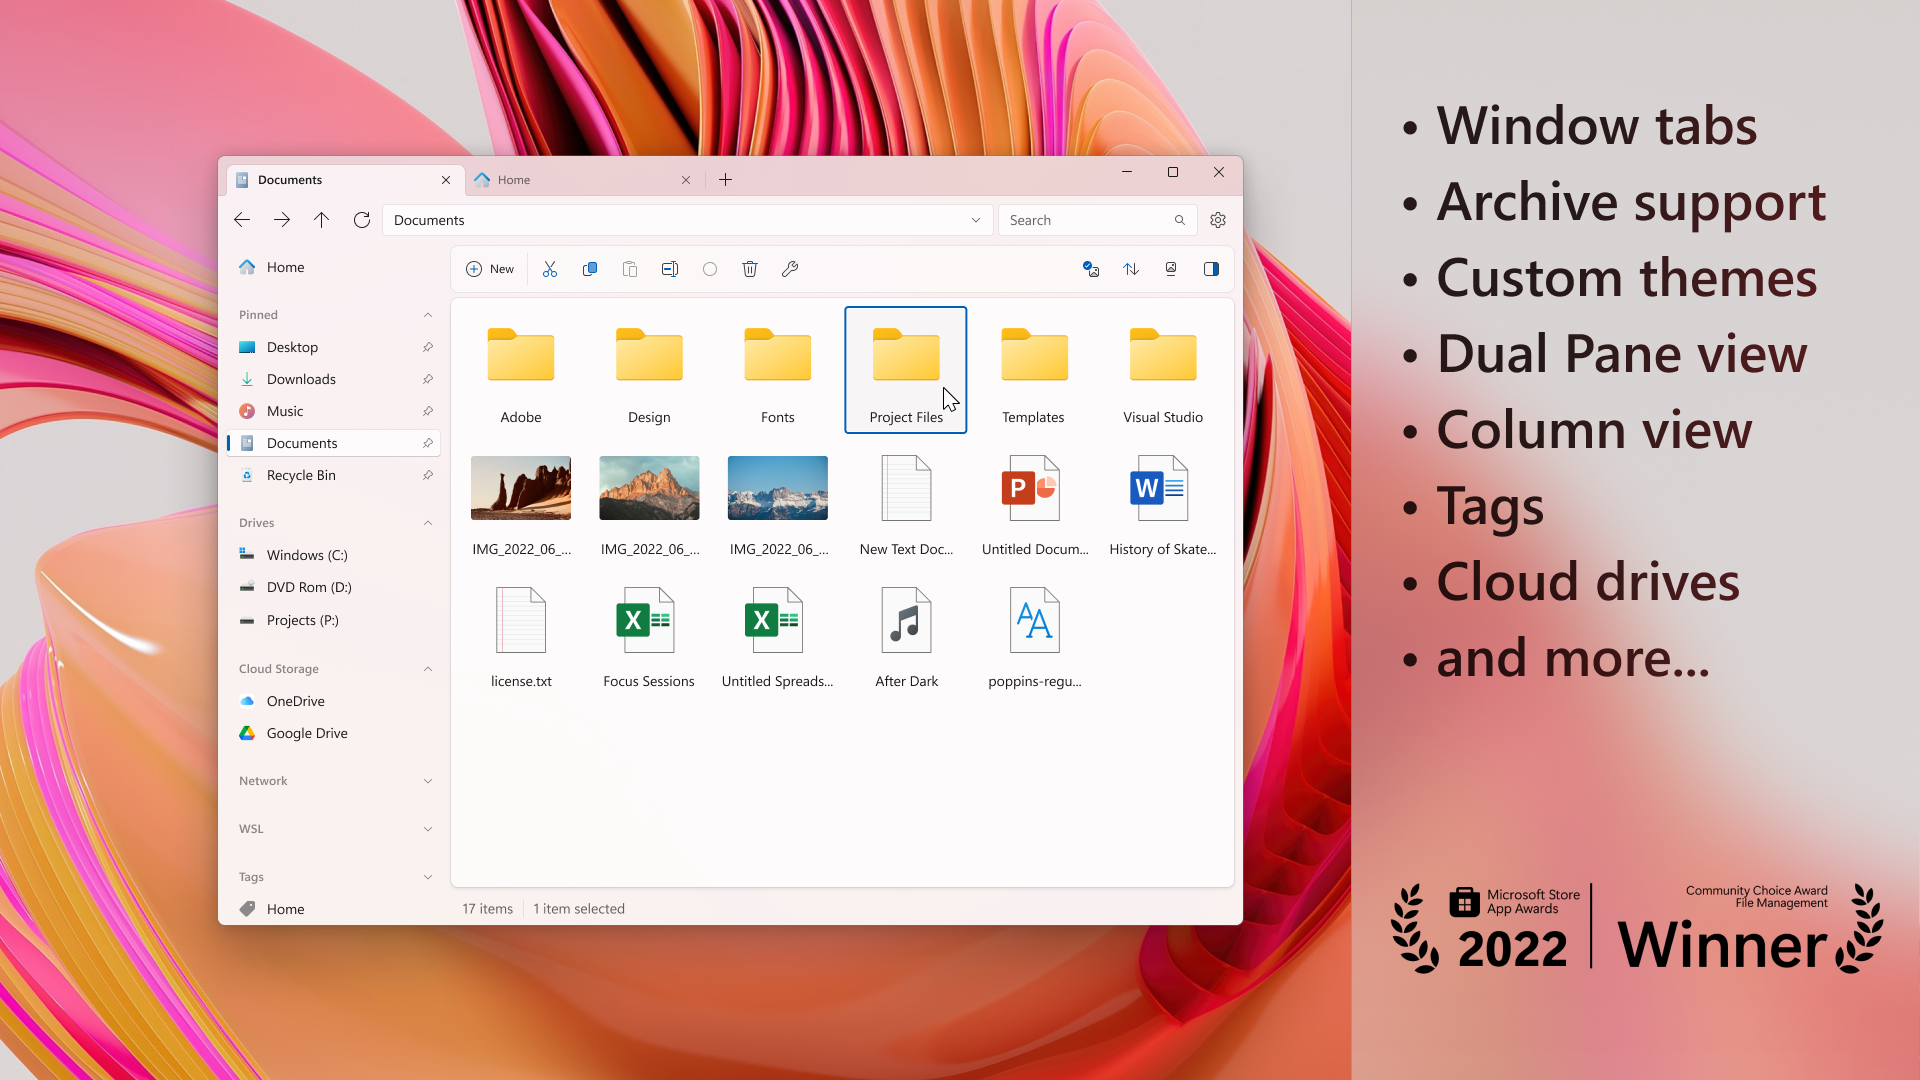 Documents
Home
Documents
Search
Home
Pinned
Desktop
Downloads
Music
Documents
Recycle Bin
Drives
Windows (C:)
DVD Rom (D:)
Projects (P:)
Cloud Storage
OneDrive
Google Drive
Network
WSL
Tags
Home
New
Adobe
Design
Fonts
Project Files
Templates
Visual Studio
IMG_2022_06_...
IMG_2022_06_...
IMG_2022_06_...
New Text Doc...
P
Untitled Docum...
W
History of Skate...
license.txt
X
Focus Sessions
X
Untitled Spreads...
After Dark
AA
poppins-regu...
17 items
1 item selected
• Window tabs
• Archive support
• Custom themes
• Dual Pane view
• Column view
• Tags
• Cloud drives
• and more...
Microsoft Store
App Awards
2022
Community Choice Award
File Management
Winner